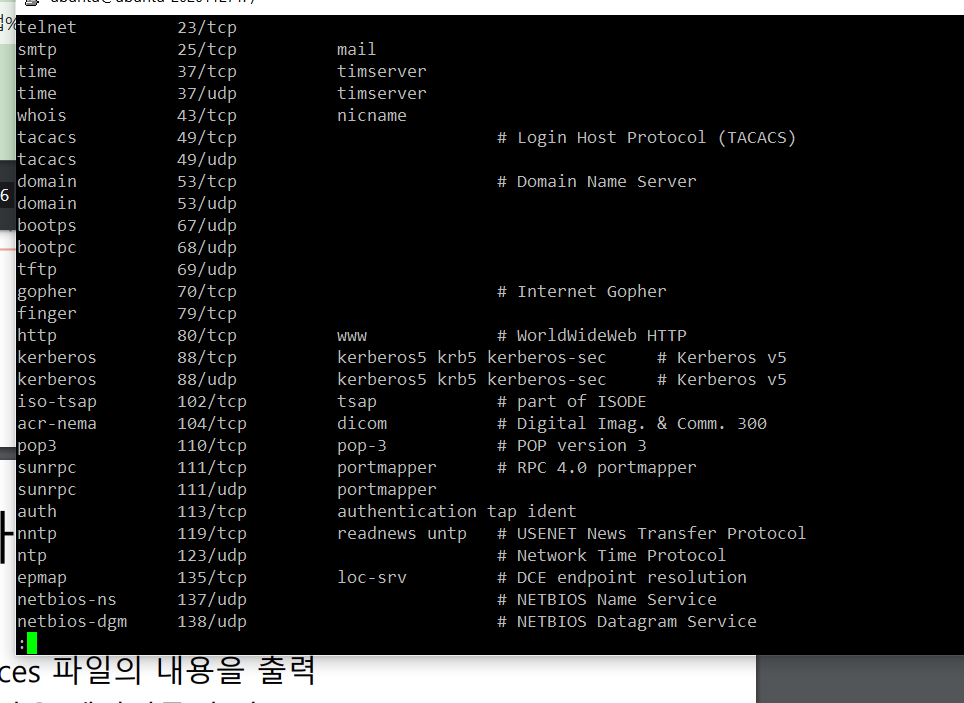 telnet 23/tcp
smtp 25/tcp mail
time 37/tcp timserver
time 37/udp timserver
whois 43/tcp nicname
tacacs 49/tcp # Login Host Protocol (TACACS)
tacacs 49/udp
domain 53/tcp # Domain Name Server
domain 53/udp
bootps 67/udp
bootpc 68/udp
tftp 69/udp
gopher 70/tcp # Internet Gopher
finger 79/tcp
http 80/tcp www # WorldWideWeb HTTP
kerberos 88/tcp kerberos5 krb5 kerberos-sec # Kerberos v5
kerberos 88/udp kerberos5 krb5 kerberos-sec # Kerberos v5
iso-tsap 102/tcp tsap # part of ISODE
acr-nema 104/tcp dicom # Digital Imag. & Comm. 300
pop3 110/tcp pop-3 # POP version 3
sunrpc 111/tcp portmapper # RPC 4.0 portmapper
sunrpc 111/udp portmapper
auth 113/tcp authentication tap ident
nntp 119/tcp readnews untp # USENET News Transfer Protocol
ntp 123/udp # Network Time Protocol
epmap 135/tcp loc-srv # DCE endpoint resolution
netbios-ns 137/udp # NETBIOS Name Service
netbios-dgm 138/udp # NETBIOS Datagram Service
:
6
ces 파일의 내용을 출력